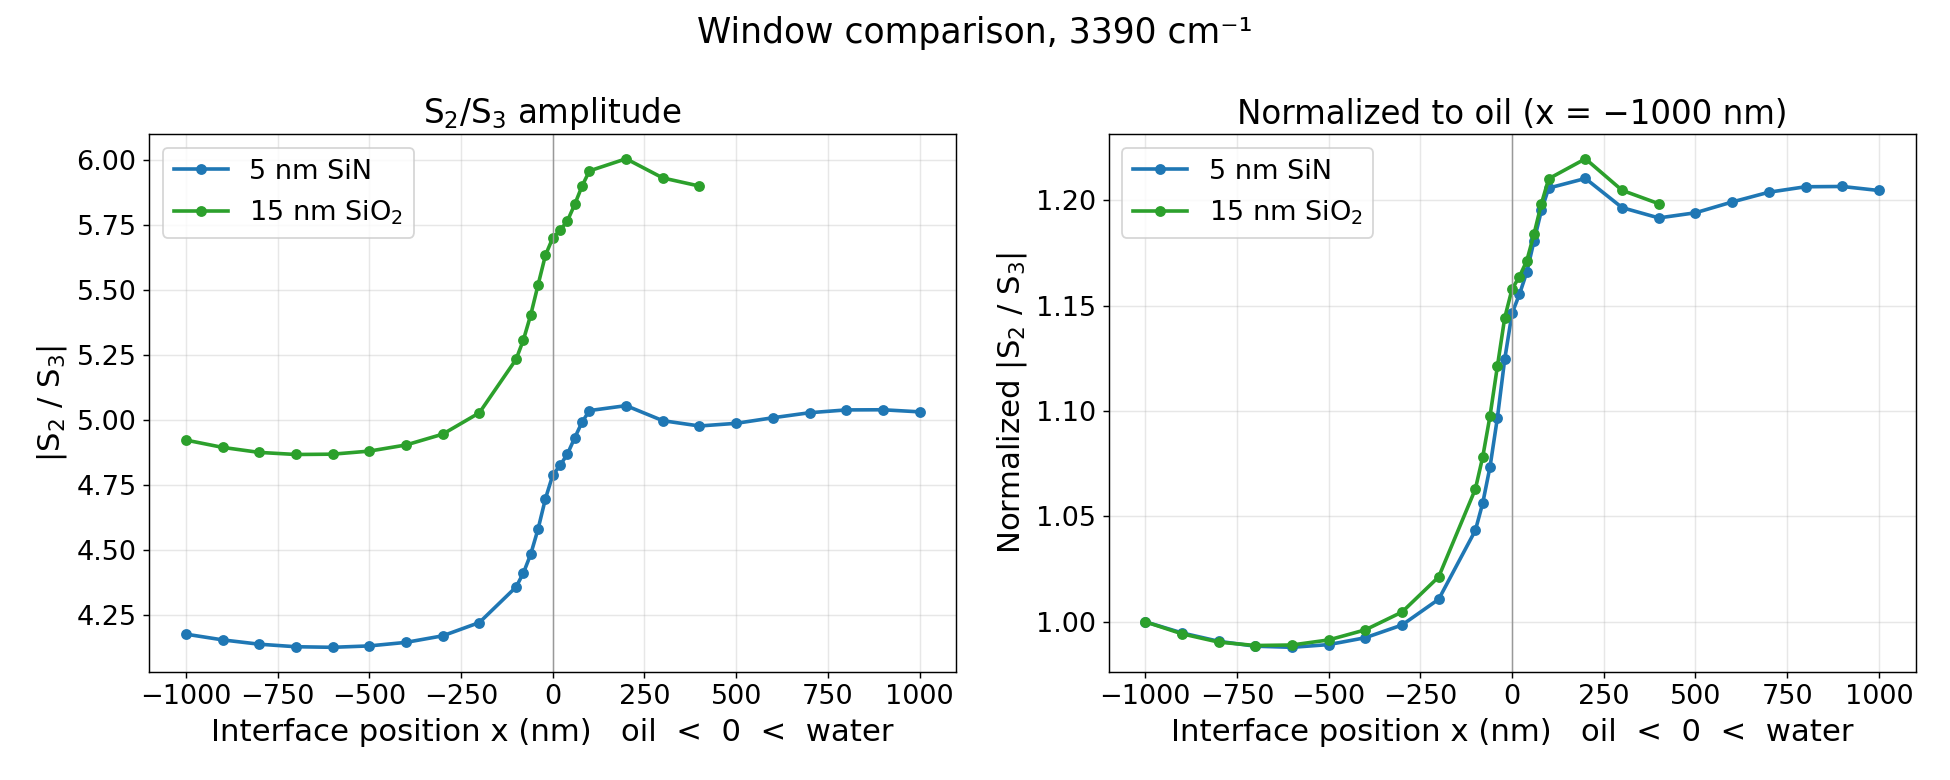 Window comparison, 3390 cm⁻¹
S₂/S₃ amplitude
|S₂ / S₃|
6.00
5.75
5.50
5.25
5.00
4.75
4.50
4.25
5 nm SiN
15 nm SiO₂
−1000 −750 −500 −250 0 250 500 750 1000
Interface position x (nm) oil < 0 < water
Normalized to oil (x = −1000 nm)
Normalized |S₂ / S₃|
1.20
1.15
1.10
1.05
1.00
5 nm SiN
15 nm SiO₂
−1000 −750 −500 −250 0 250 500 750 1000
Interface position x (nm) oil < 0 < water